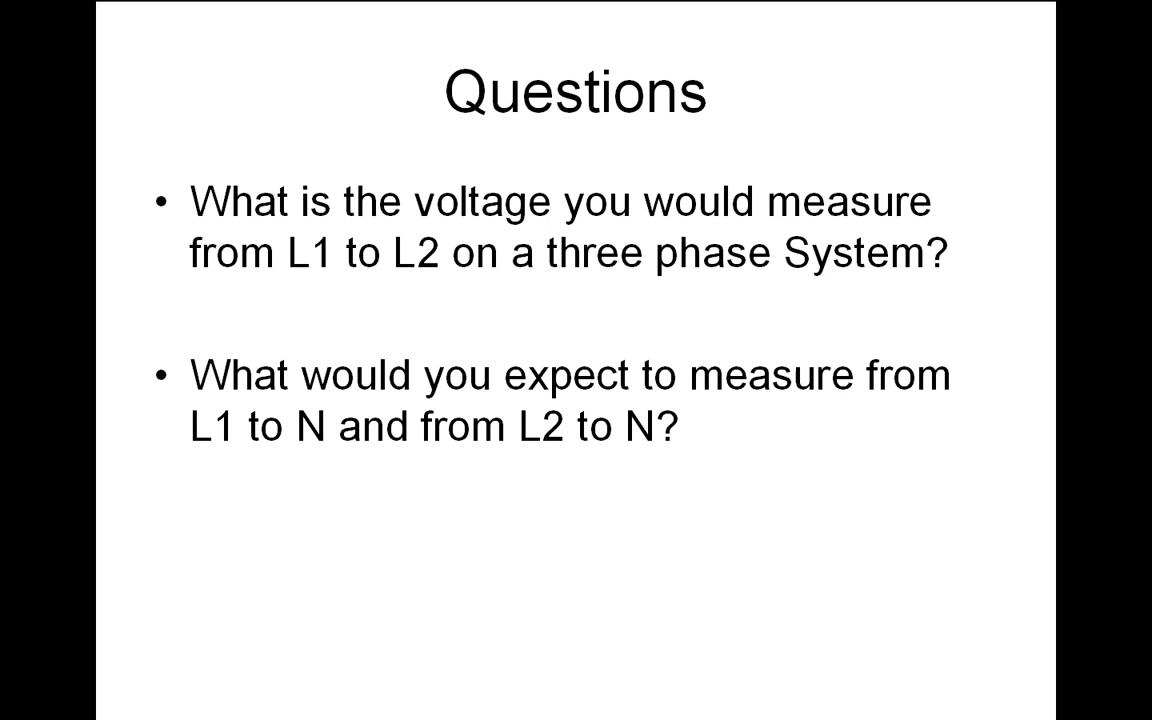 Questions
• What is the voltage you would measure
from L1 to L2 on a three phase System?
• What would you expect to measure from
L1 to N and from L2 to N?